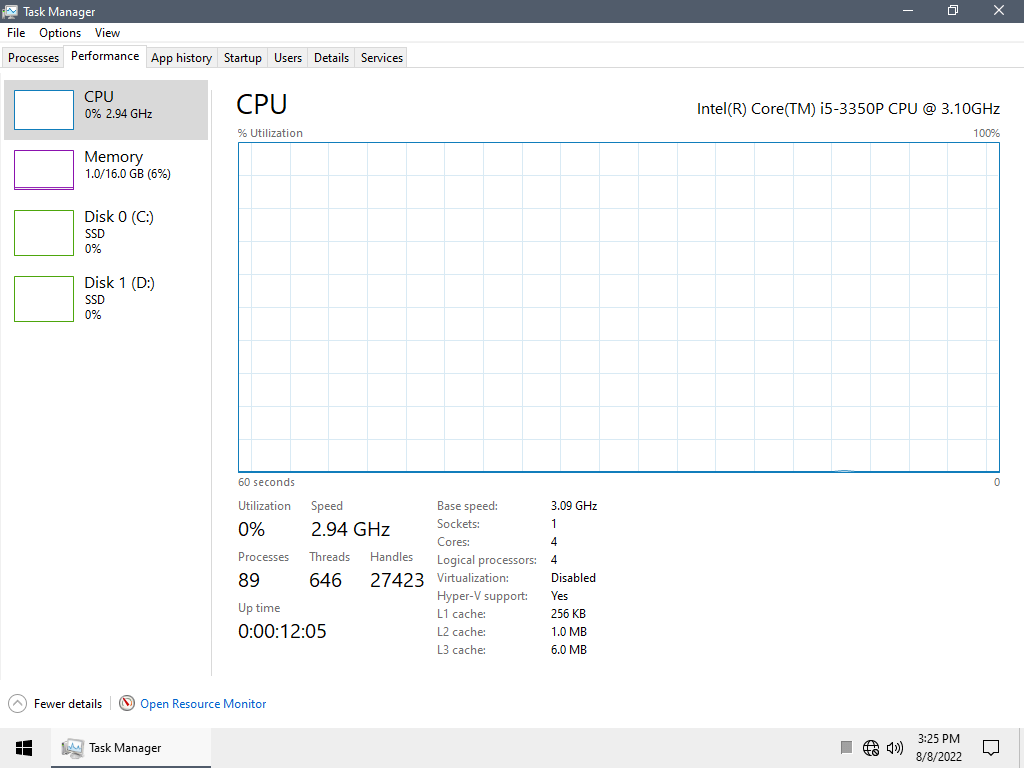 Task Manager
File Options View
Processes Performance App history Startup Users Details Services
CPU
0% 2.94 GHz
Memory
1.0/16.0 GB (6%)
Disk 0 (C:)
SSD
0%
Disk 1 (D:)
SSD
0%
CPU Intel(R) Core(TM) i5-3350P CPU @ 3.10GHz
% Utilization 100%
60 seconds 0
Utilization Speed
0% 2.94 GHz
Processes Threads Handles
89 646 27423
Up time
0:00:12:05
Base speed: 3.09 GHz
Sockets: 1
Cores: 4
Logical processors: 4
Virtualization: Disabled
Hyper-V support: Yes
L1 cache: 256 KB
L2 cache: 1.0 MB
L3 cache: 6.0 MB
Fewer details Open Resource Monitor
Task Manager
3:25 PM
8/8/2022